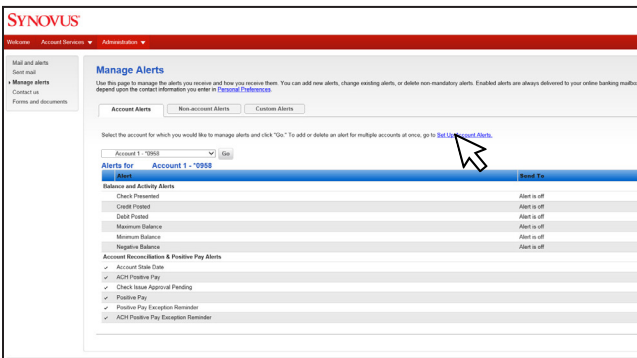 SYNOVUS
Welcome Account Services Administration
Mail and alerts
Sent mail
Manage alerts
Contact us
Forms and documents
Manage Alerts
Use this page to manage the alerts you receive and how you receive them. You can add new alerts, change existing alerts, or delete non-mandatory alerts. Enabled alerts are always delivered to your online banking mailbo
depend upon the contact information you enter in Personal Preferences.
Account Alerts Non-account Alerts Custom Alerts
Select the account for which you would like to manage alerts and click "Go." To add or delete an alert for multiple accounts at once, go to Set Up Account Alerts.
Account 1 - *0958 Go
Alerts for Account 1 - *0958
Alert Send To
Balance and Activity Alerts
Check Presented Alert is off
Credit Posted Alert is off
Debit Posted Alert is off
Maximum Balance Alert is off
Minimum Balance Alert is off
Negative Balance Alert is off
Account Reconciliation & Positive Pay Alerts
✓ Account Stale Date
✓ ACH Positive Pay
✓ Check Issue Approval Pending
✓ Positive Pay
✓ Positive Pay Exception Reminder
✓ ACH Positive Pay Exception Reminder